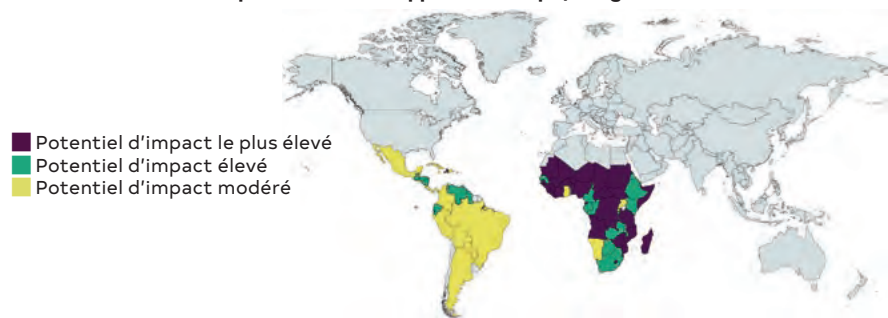 Potentiel d'impact le plus élevé
Potentiel d'impact élevé
Potentiel d'impact modéré